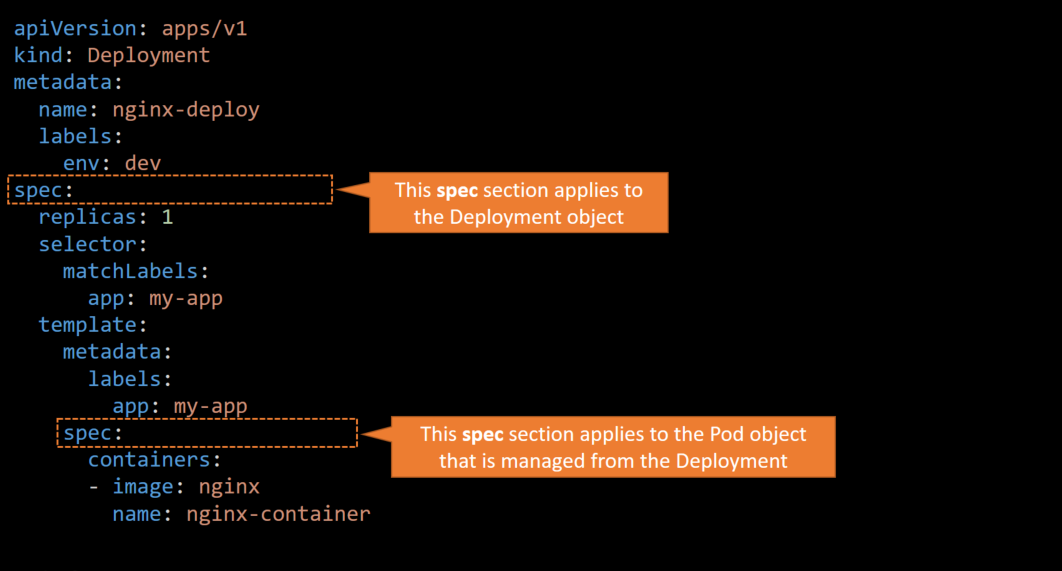 apiVersion: apps/v1
kind: Deployment
metadata:
  name: nginx-deploy
  labels:
    env: dev
spec:
This spec section applies to
the Deployment object
  replicas: 1
  selector:
    matchLabels:
      app: my-app
  template:
    metadata:
      labels:
        app: my-app
    spec:
This spec section applies to the Pod object
that is managed from the Deployment
      containers:
      - image: nginx
        name: nginx-container